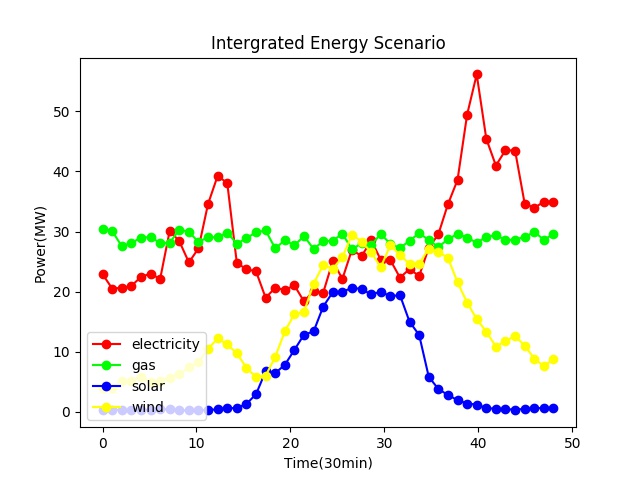 Intergrated Energy Scenario
Power(MW)
50
40
30
20
10
0
electricity
gas
solar
wind
0 10 20 30 40 50
Time(30min)